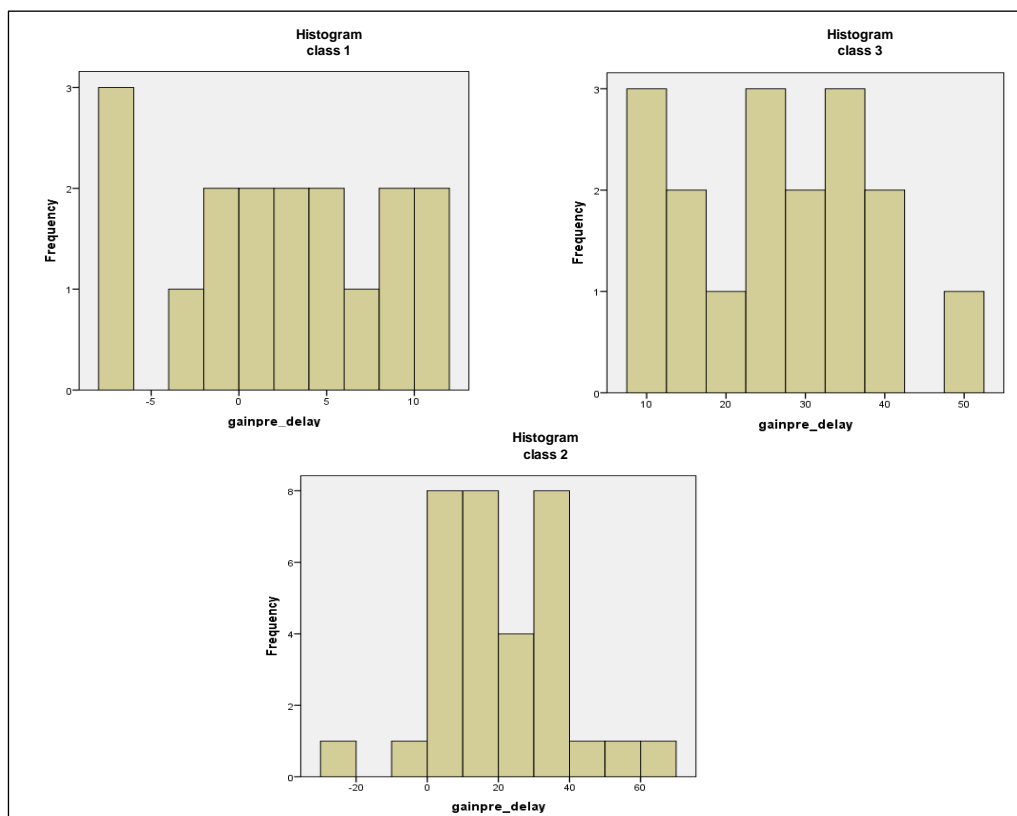 Histogram
class 1
3
2
1
0
Frequency
-5 0 5 10
gainpre_delay
Histogram
class 3
3
2
1
0
Frequency
10 20 30 40 50
gainpre_delay
Histogram
class 2
8
6
4
2
0
Frequency
-20 0 20 40 60
gainpre_delay